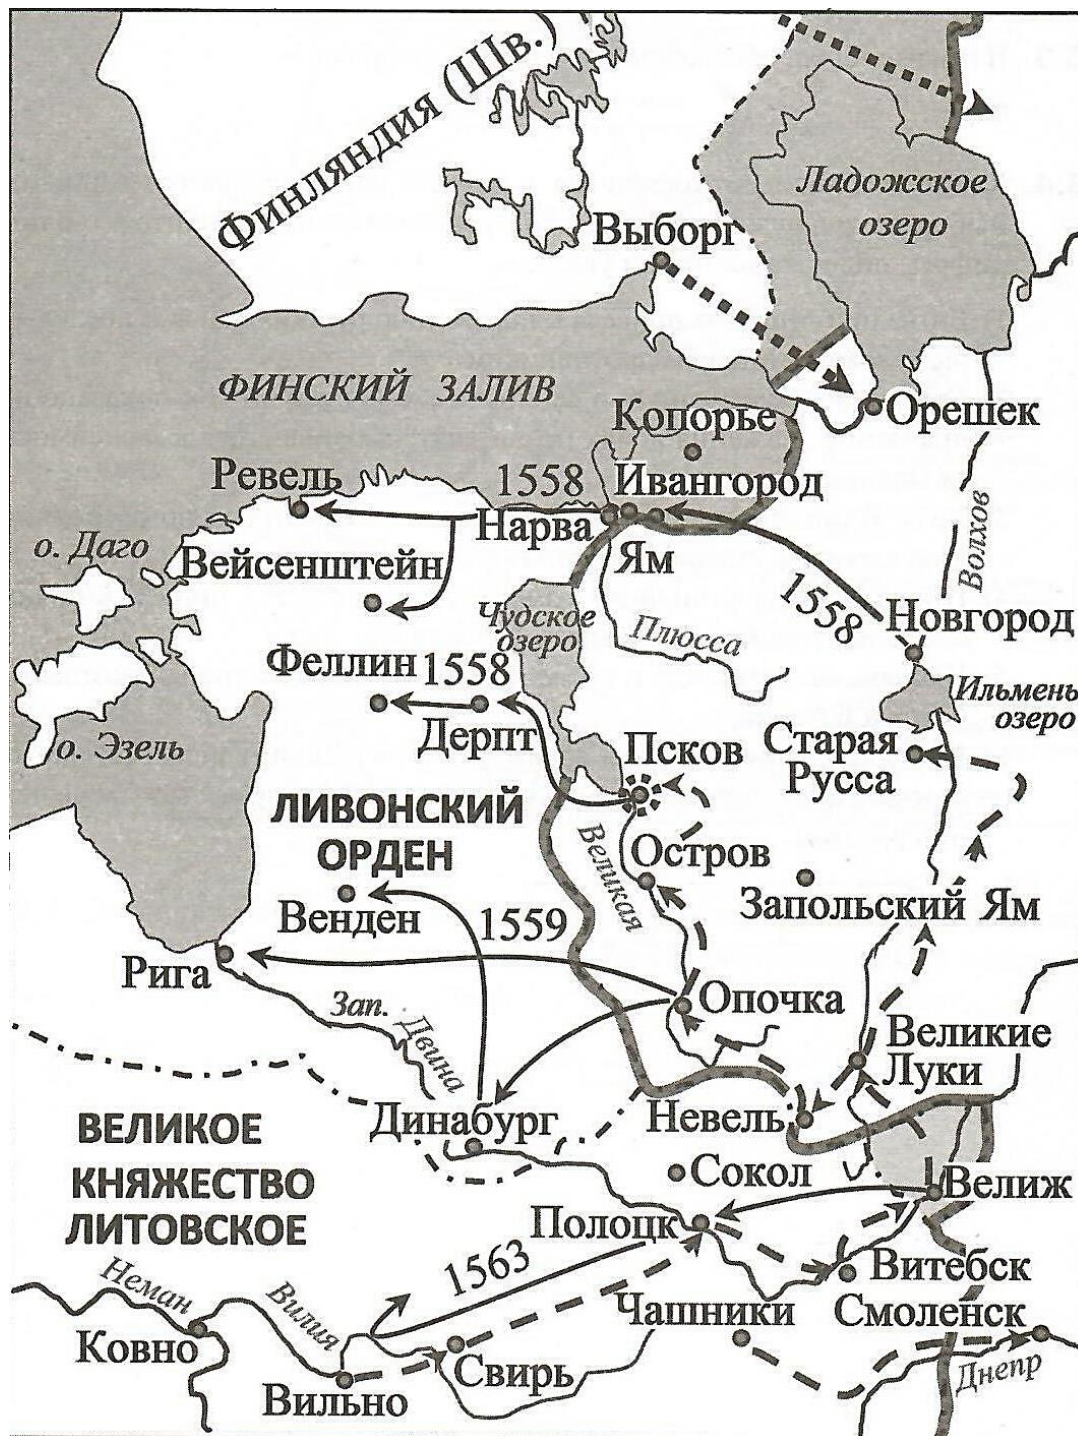 Финляндия (Шв.)
Ладожское
озеро
Выборг
ФИНСКИЙ ЗАЛИВ
Копорье
Орешек
Ревель
1558
Ивангород
Нарва
Ям
Волхов
о. Даго
Вейсенштейн
Чудское
озеро
Плюсса
1558
Новгород
Феллин
1558
Ильмень
озеро
Дерпт
Псков
Старая
Русса
о. Эзель
ЛИВОНСКИЙ
ОРДЕН
Великая
Остров
Запольский Ям
Венден
1559
Рига
Зап. Двина
Опочка
Великие
Луки
Динабург
Невель
ВЕЛИКОЕ
КНЯЖЕСТВО
ЛИТОВСКОЕ
Сокол
Велиж
Полоцк
1563
Витебск
Неман
Вилия
Чашники
Смоленск
Ковно
Свирь
Днепр
Вильно